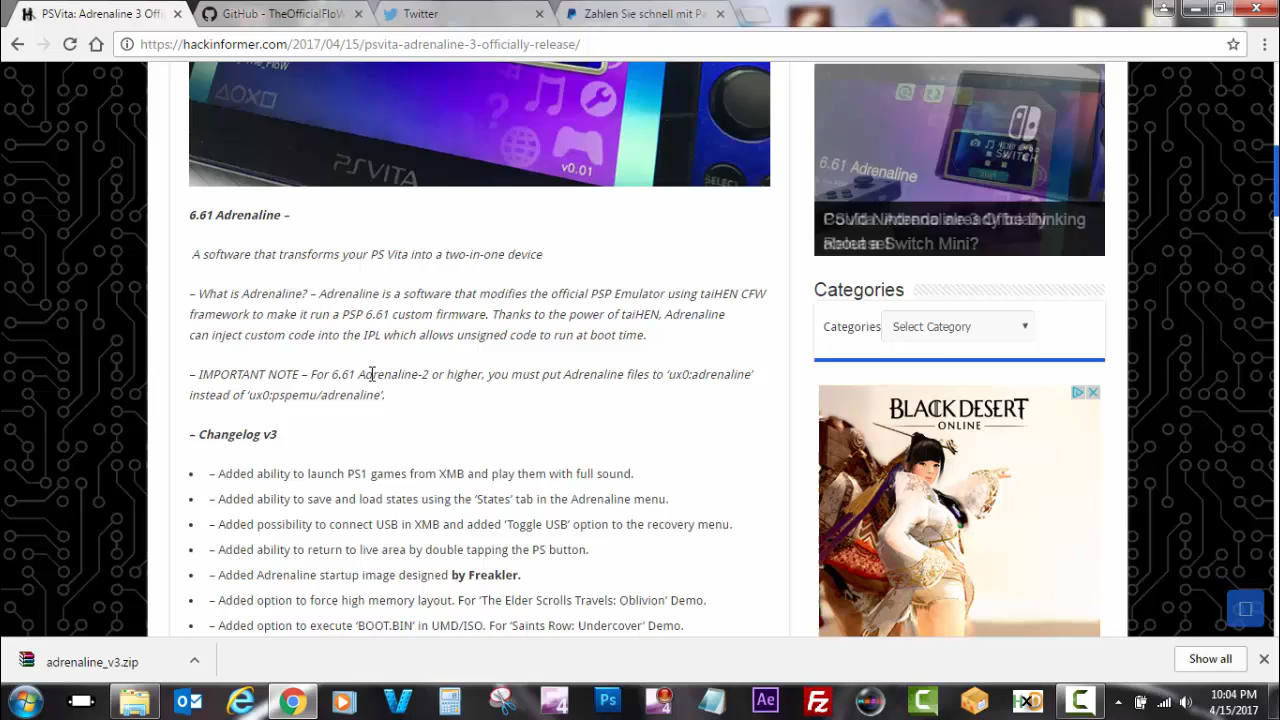 PSVita: Adrenaline 3 Offi
GitHub - TheOfficialFloW
Twitter
Zahlen Sie schnell mit Pa
https://hackinformer.com/2017/04/15/psvita-adrenaline-3-officially-release/
PSVITA
v0.01
SELECT
6.61 Adrenaline
SWITCH
a Switch Mini?
6.61 Adrenaline –
A software that transforms your PS Vita into a two-in-one device
– What is Adrenaline? – Adrenaline is a software that modifies the official PSP Emulator using taiHEN CFW
framework to make it run a PSP 6.61 custom firmware. Thanks to the power of taiHEN, Adrenaline
can inject custom code into the IPL which allows unsigned code to run at boot time.
– IMPORTANT NOTE – For 6.61 Adrenaline-2 or higher, you must put Adrenaline files to ‘ux0:adrenaline’
instead of ‘ux0:pspemu/adrenaline’.
– Changelog v3
• – Added ability to launch PS1 games from XMB and play them with full sound.
• – Added ability to save and load states using the ‘States’ tab in the Adrenaline menu.
• – Added possibility to connect USB in XMB and added ‘Toggle USB’ option to the recovery menu.
• – Added ability to return to live area by double tapping the PS button.
• – Added Adrenaline startup image designed by Freakler.
• – Added option to force high memory layout. For ‘The Elder Scrolls Travels: Oblivion’ Demo.
• – Added option to execute ‘BOOT.BIN’ in UMD/ISO. For ‘Saints Row: Undercover’ Demo.
Categories
Categories
Select Category
BLACK DESERT
ONLINE
adrenaline_v3.zip
Show all
10:04 PM
4/15/2017